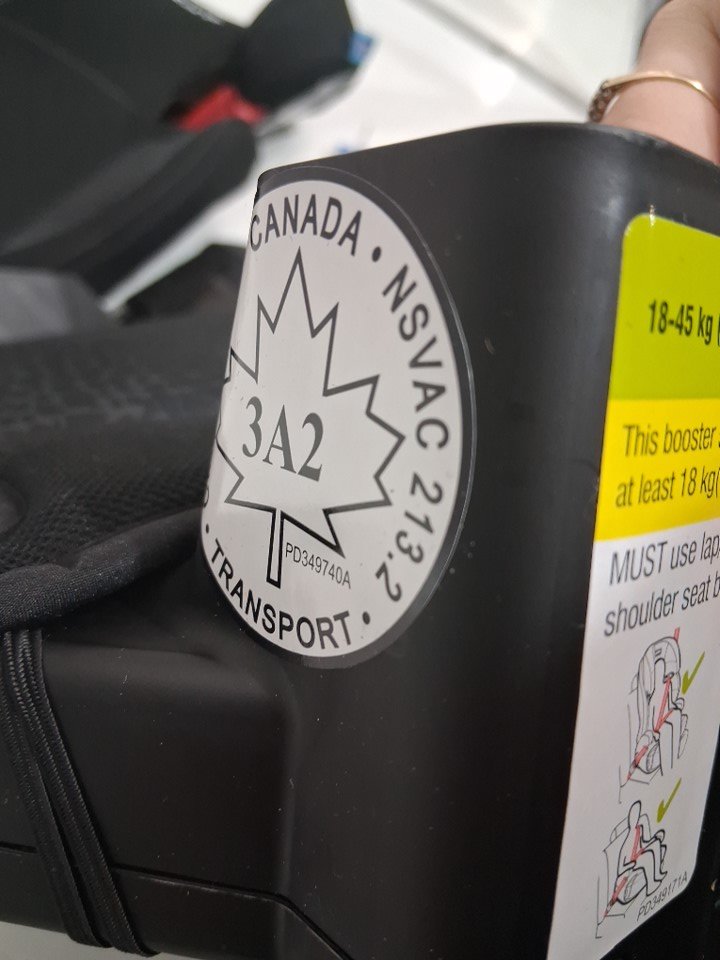 CANADA • NSVAC 213.2 •
TRANSPORT •
3A2
PD349740A
18-45 kg (
This booster
at least 18 kg(
MUST use lap
shoulder seat b
PD349171A